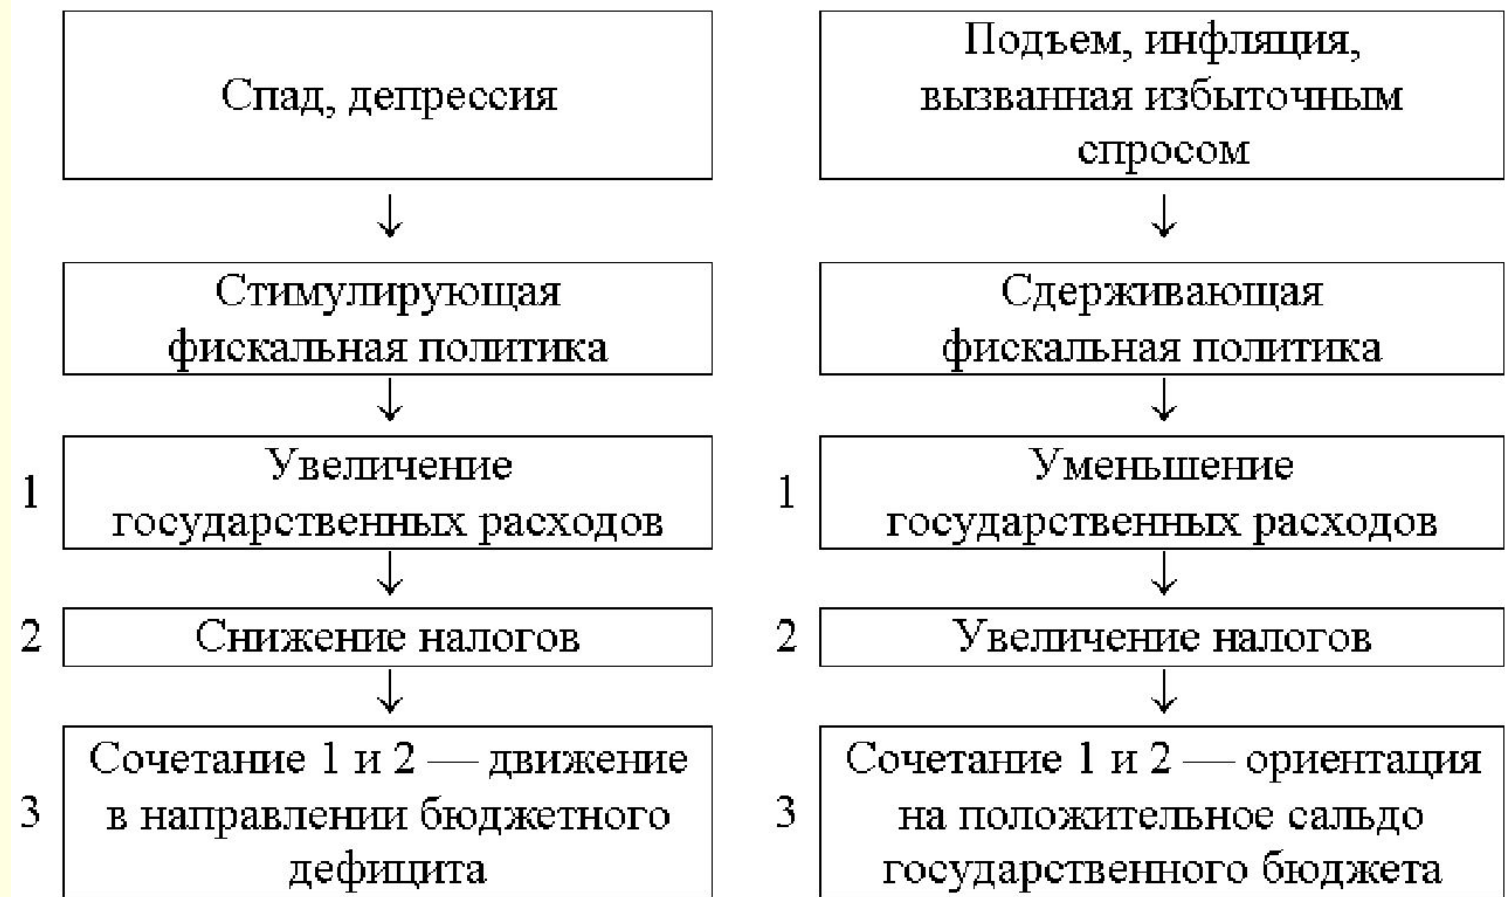 Спад, депрессия
Стимулирующая
фискальная политика
1
Увеличение
государственных расходов
2
Снижение налогов
3
Сочетание 1 и 2 — движение
в направлении бюджетного
дефицита
Подъем, инфляция,
вызванная избыточным
спросом
Сдерживающая
фискальная политика
1
Уменьшение
государственных расходов
2
Увеличение налогов
3
Сочетание 1 и 2 — ориентация
на положительное сальдо
государственного бюджета